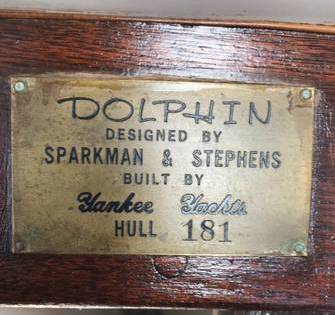 DOLPHIN
DESIGNED BY
SPARKMAN & STEPHENS
BUILT BY
Yankee Yachts
HULL 181